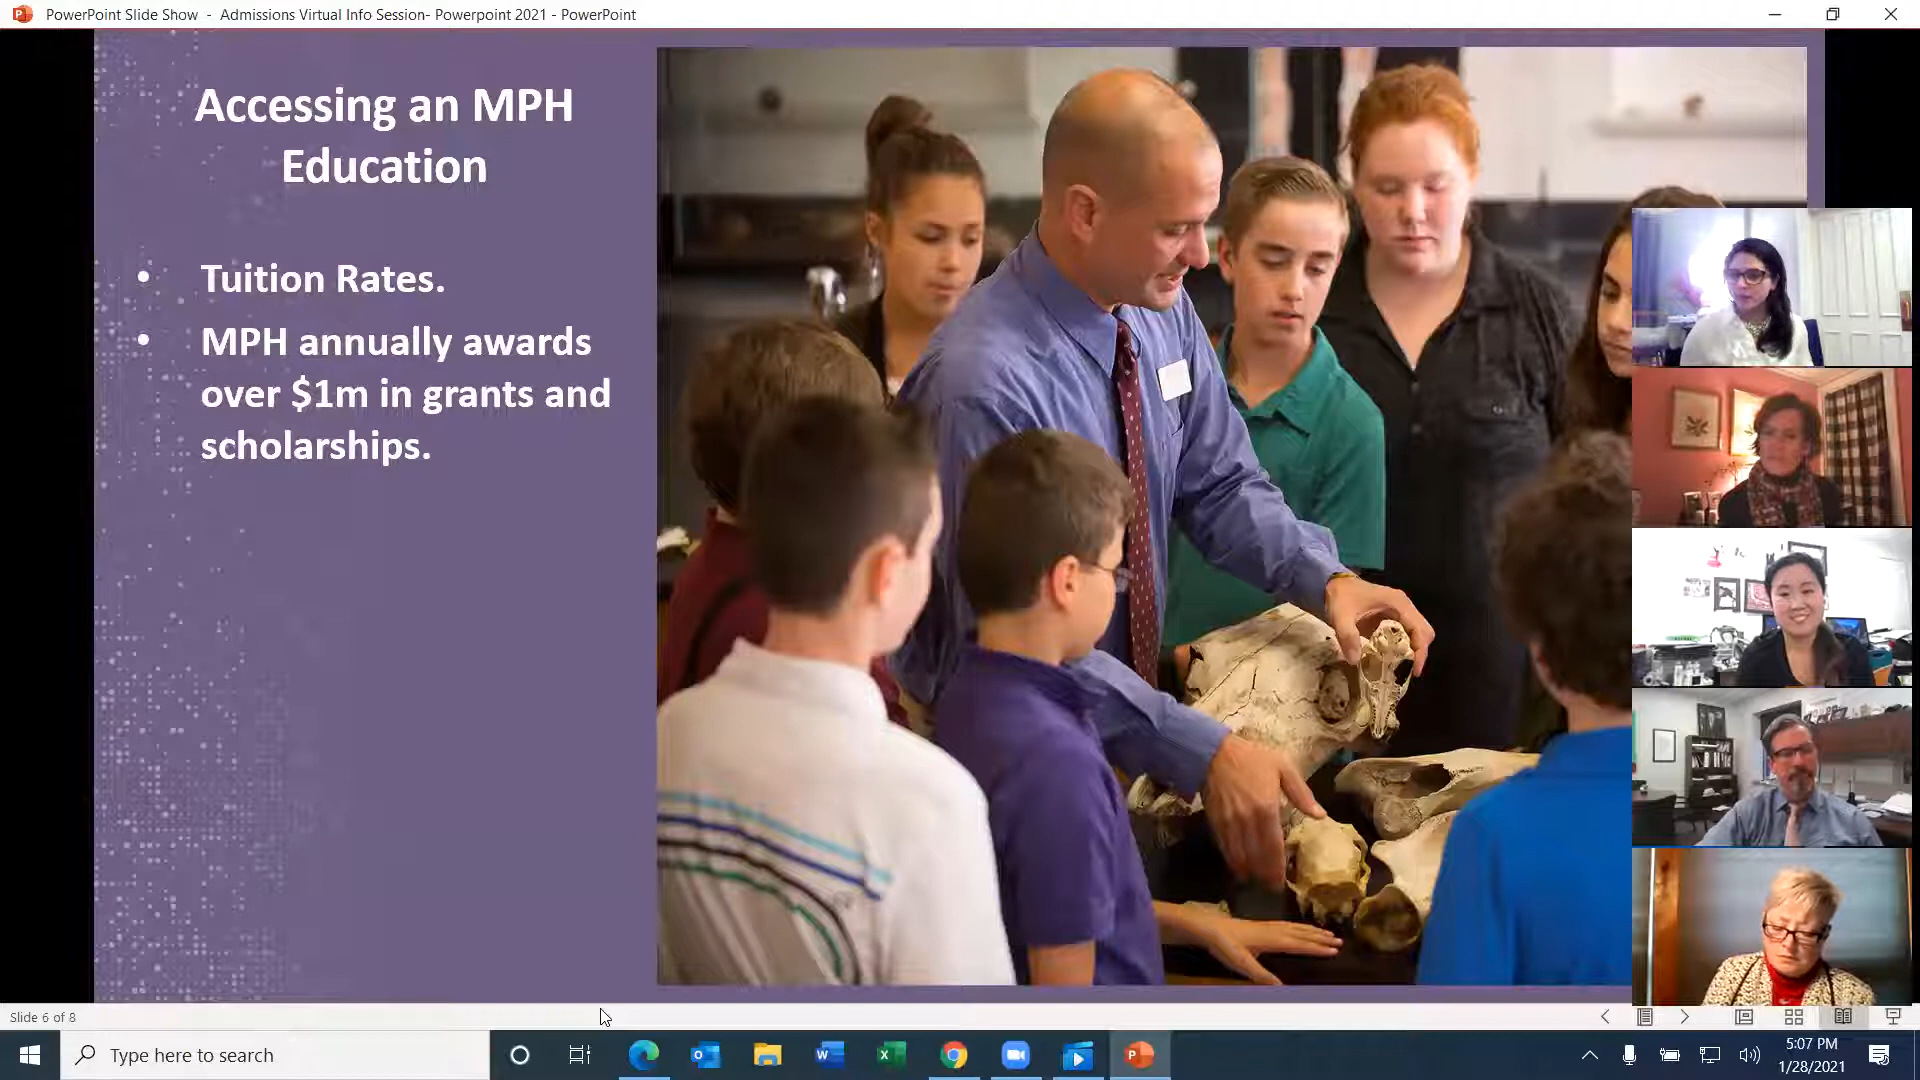 PowerPoint Slide Show - Admissions Virtual Info Session- Powerpoint 2021 - PowerPoint
Accessing an MPH
Education
• Tuition Rates.
• MPH annually awards
over $1m in grants and
scholarships.
Slide 6 of 8
Type here to search
5:07 PM
1/28/2021